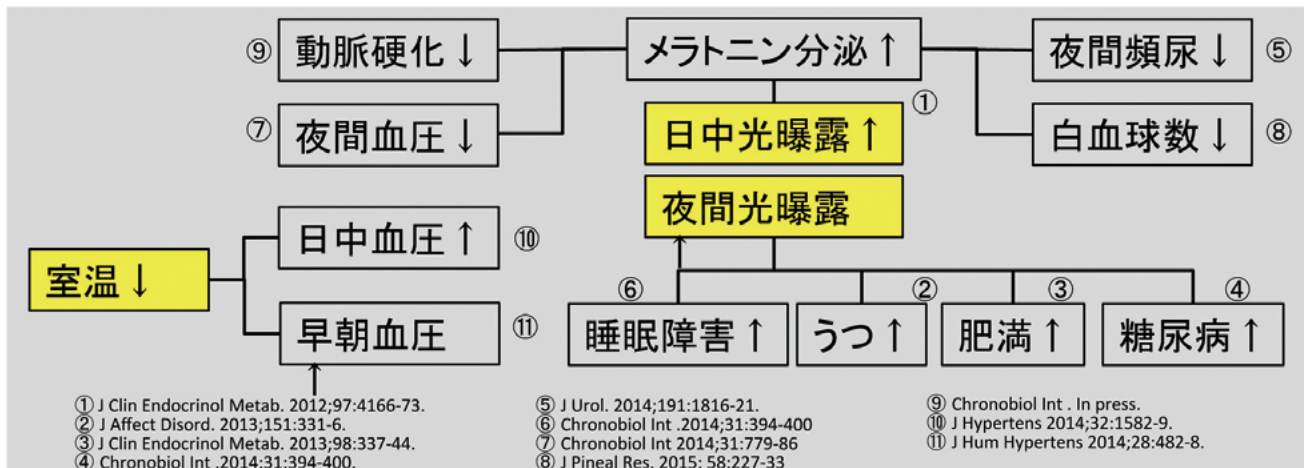 ⑨ 動脈硬化↓ メラトニン分泌↑ 夜間頻尿↓ ⑤
⑦ 夜間血圧↓ 日中光曝露↑ ① 白血球数↓ ⑧
夜間光曝露
日中血圧↑ ⑩
室温↓
早朝血圧 ⑪
⑥ 睡眠障害↑ ② うつ↑ ③ 肥満↑ ④ 糖尿病↑
① J Clin Endocrinol Metab. 2012;97:4166-73.
② J Affect Disord. 2013;151:331-6.
③ J Clin Endocrinol Metab. 2013;98:337-44.
④ Chronobiol Int .2014:31:394-400.
⑤ J Urol. 2014;191:1816-21.
⑥ Chronobiol Int .2014;31:394-400
⑦ Chronobiol Int 2014;31:779-86
⑧ J Pineal Res. 2015; 58:227-33
⑨ Chronobiol Int . In press.
⑩ J Hypertens 2014;32:1582-9.
⑪ J Hum Hypertens 2014;28:482-8.